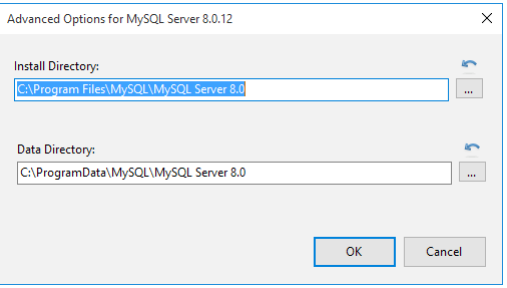 Advanced Options for MySQL Server 8.0.12
Install Directory:
C:\Program Files\MySQL\MySQL Server 8.0
...
Data Directory:
C:\ProgramData\MySQL\MySQL Server 8.0
...
OK Cancel